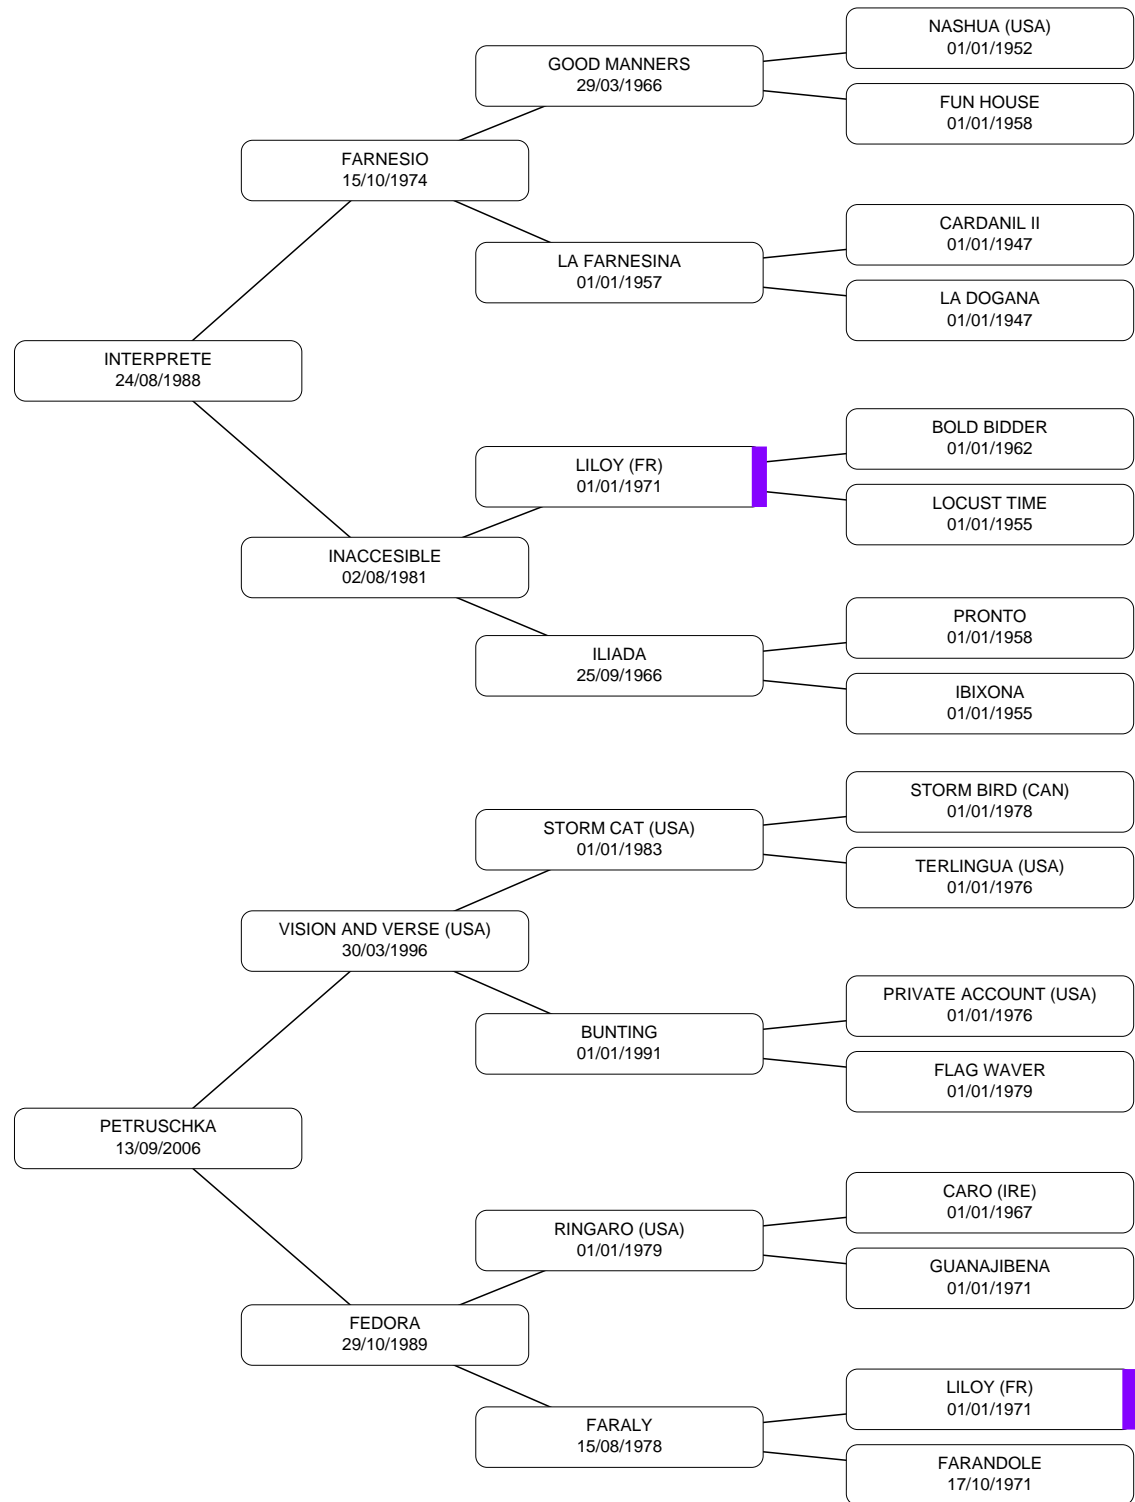 NASHUA (USA)
01/01/1952
GOOD MANNERS
29/03/1966
FUN HOUSE
01/01/1958
FARNESIO
15/10/1974
CARDANIL II
01/01/1947
LA FARNESINA
01/01/1957
LA DOGANA
01/01/1947
INTERPRETE
24/08/1988
BOLD BIDDER
01/01/1962
LILOY (FR)
01/01/1971
LOCUST TIME
01/01/1955
INACCESIBLE
02/08/1981
PRONTO
01/01/1958
ILIADA
25/09/1966
IBIXONA
01/01/1955
STORM BIRD (CAN)
01/01/1978
STORM CAT (USA)
01/01/1983
TERLINGUA (USA)
01/01/1976
VISION AND VERSE (USA)
30/03/1996
PRIVATE ACCOUNT (USA)
01/01/1976
BUNTING
01/01/1991
FLAG WAVER
01/01/1979
PETRUSCHKA
13/09/2006
CARO (IRE)
01/01/1967
RINGARO (USA)
01/01/1979
GUANAJIBENA
01/01/1971
FEDORA
29/10/1989
LILOY (FR)
01/01/1971
FARALY
15/08/1978
FARANDOLE
17/10/1971